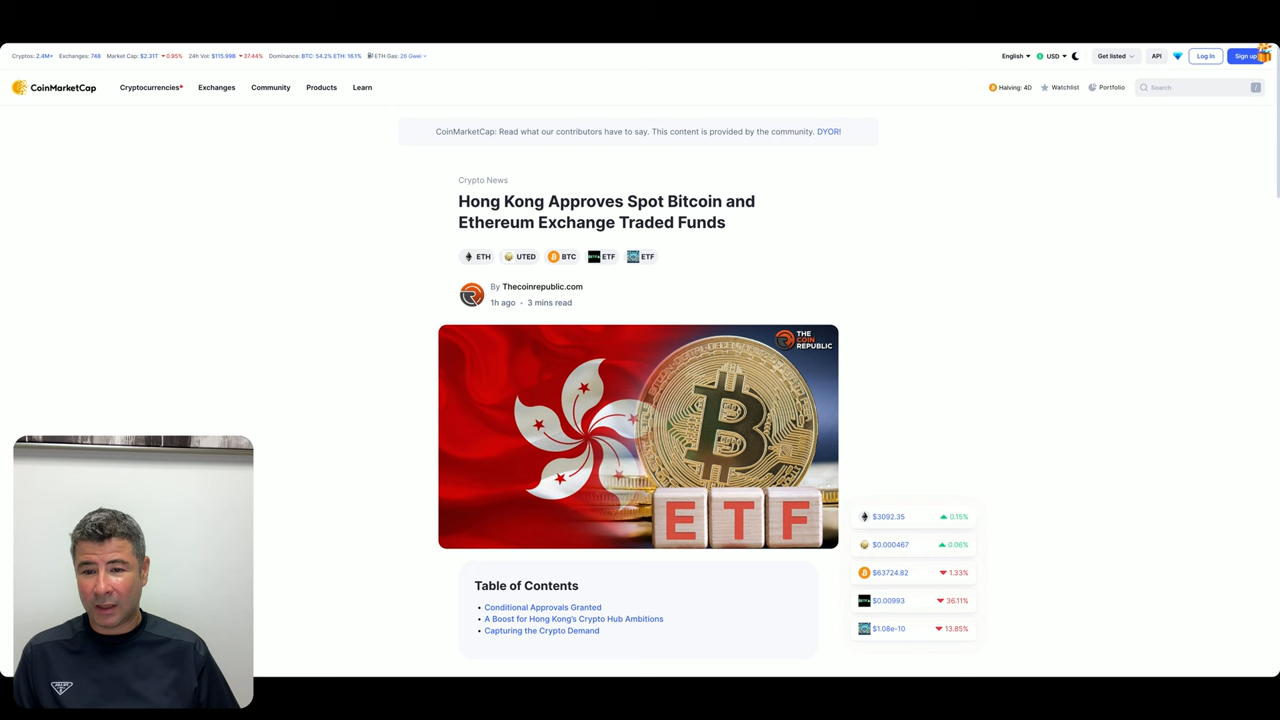 Cryptos: 2.4M+ Exchanges: 748 Market Cap: $2.31T 0.95% 24h Vol: $115.99B 37.44% Dominance: BTC: 54.2% ETH: 16.1% ETH Gas: 26 Gwei
English USD Get listed API Log In Sign up
CoinMarketCap Cryptocurrencies Exchanges Community Products Learn Halving: 4D Watchlist Portfolio Search /
CoinMarketCap: Read what our contributors have to say. This content is provided by the community. DYOR!
Crypto News
Hong Kong Approves Spot Bitcoin and
Ethereum Exchange Traded Funds
ETH UTED BTC ETF ETF
By Thecoinrepublic.com
1h ago • 3 mins read
THE
COIN
REPUBLIC
B
ETF
$3092.35 0.15%
$0.000467 0.06%
$63724.82 1.33%
$0.00993 36.11%
$1.08e-10 13.85%
Table of Contents
• Conditional Approvals Granted
• A Boost for Hong Kong's Crypto Hub Ambitions
• Capturing the Crypto Demand